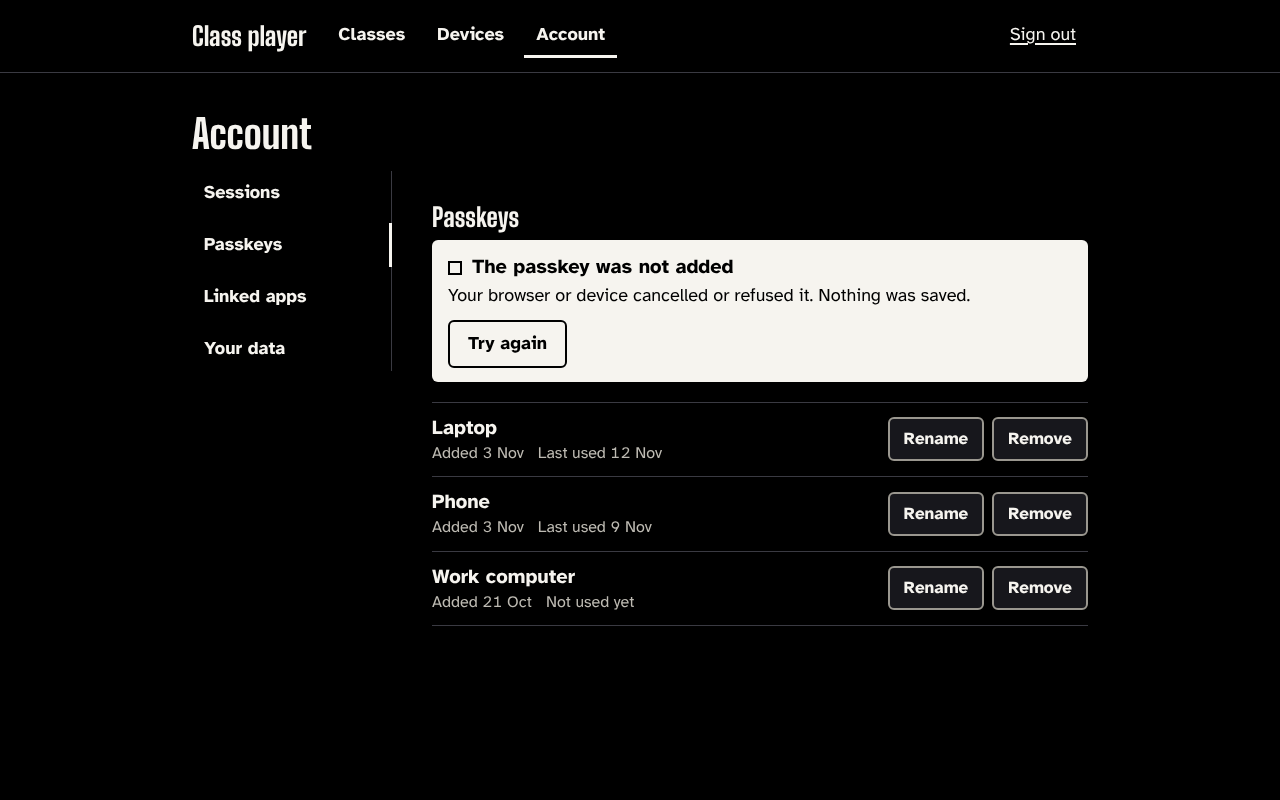 Class player Classes Devices Account Sign out
Account
Sessions
Passkeys
Linked apps
Your data
Passkeys
The passkey was not added
Your browser or device cancelled or refused it. Nothing was saved.
Try again
Laptop
Added 3 Nov Last used 12 Nov
Rename Remove
Phone
Added 3 Nov Last used 9 Nov
Rename Remove
Work computer
Added 21 Oct Not used yet
Rename Remove